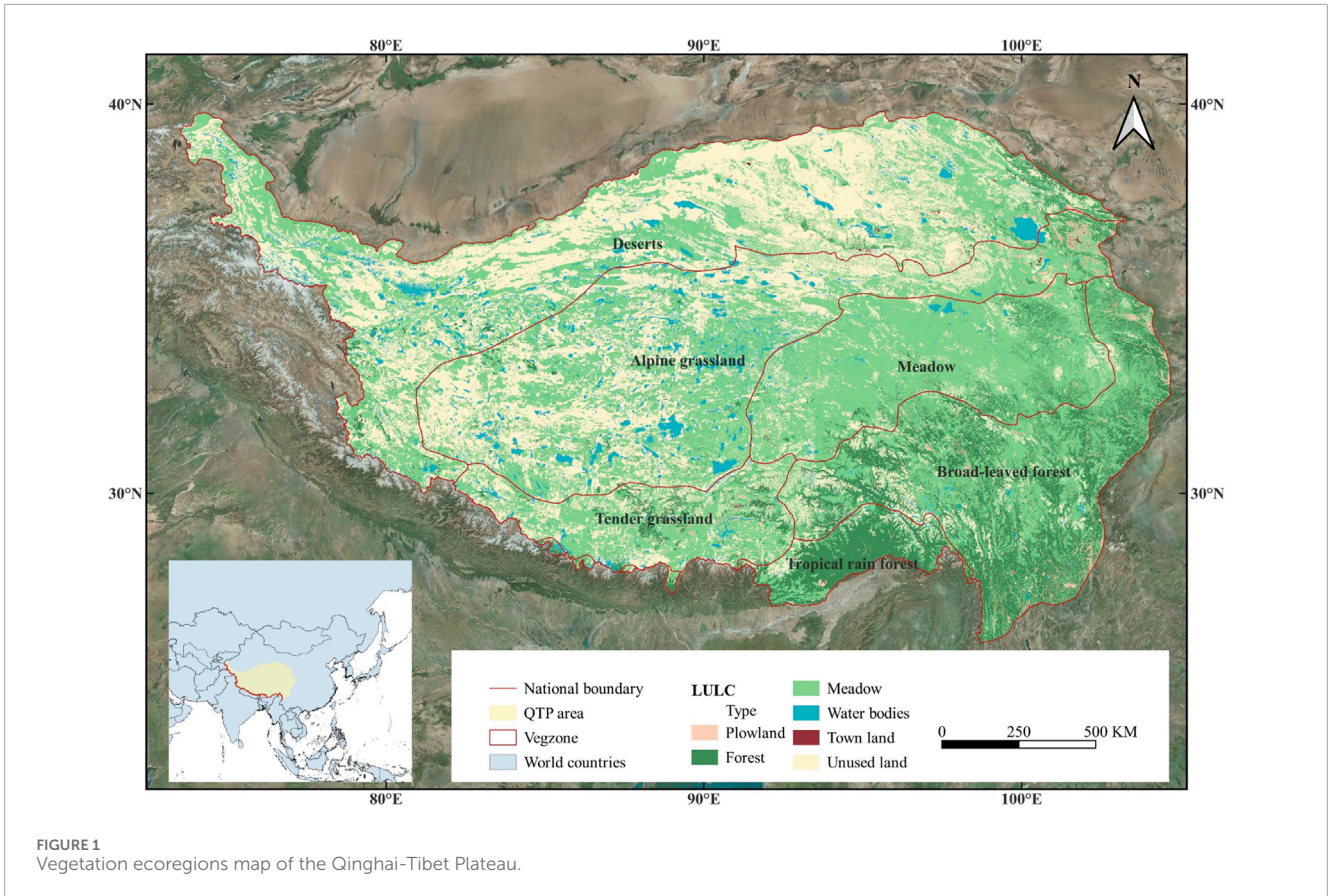 80°E
90°E
100°E
N
40°N
40°N
Deserts
Alpine grassland
Meadow
Broad-leaved forest
30°N
30°N
Tender grassland
Tropical rain forest
National boundary
QTP area
Vegzone
World countries
LULC
Type
Plowland
Forest
Meadow
Water bodies
Town land
Unused land
0 250 500 KM
80°E
90°E
100°E
FIGURE 1
Vegetation ecoregions map of the Qinghai-Tibet Plateau.